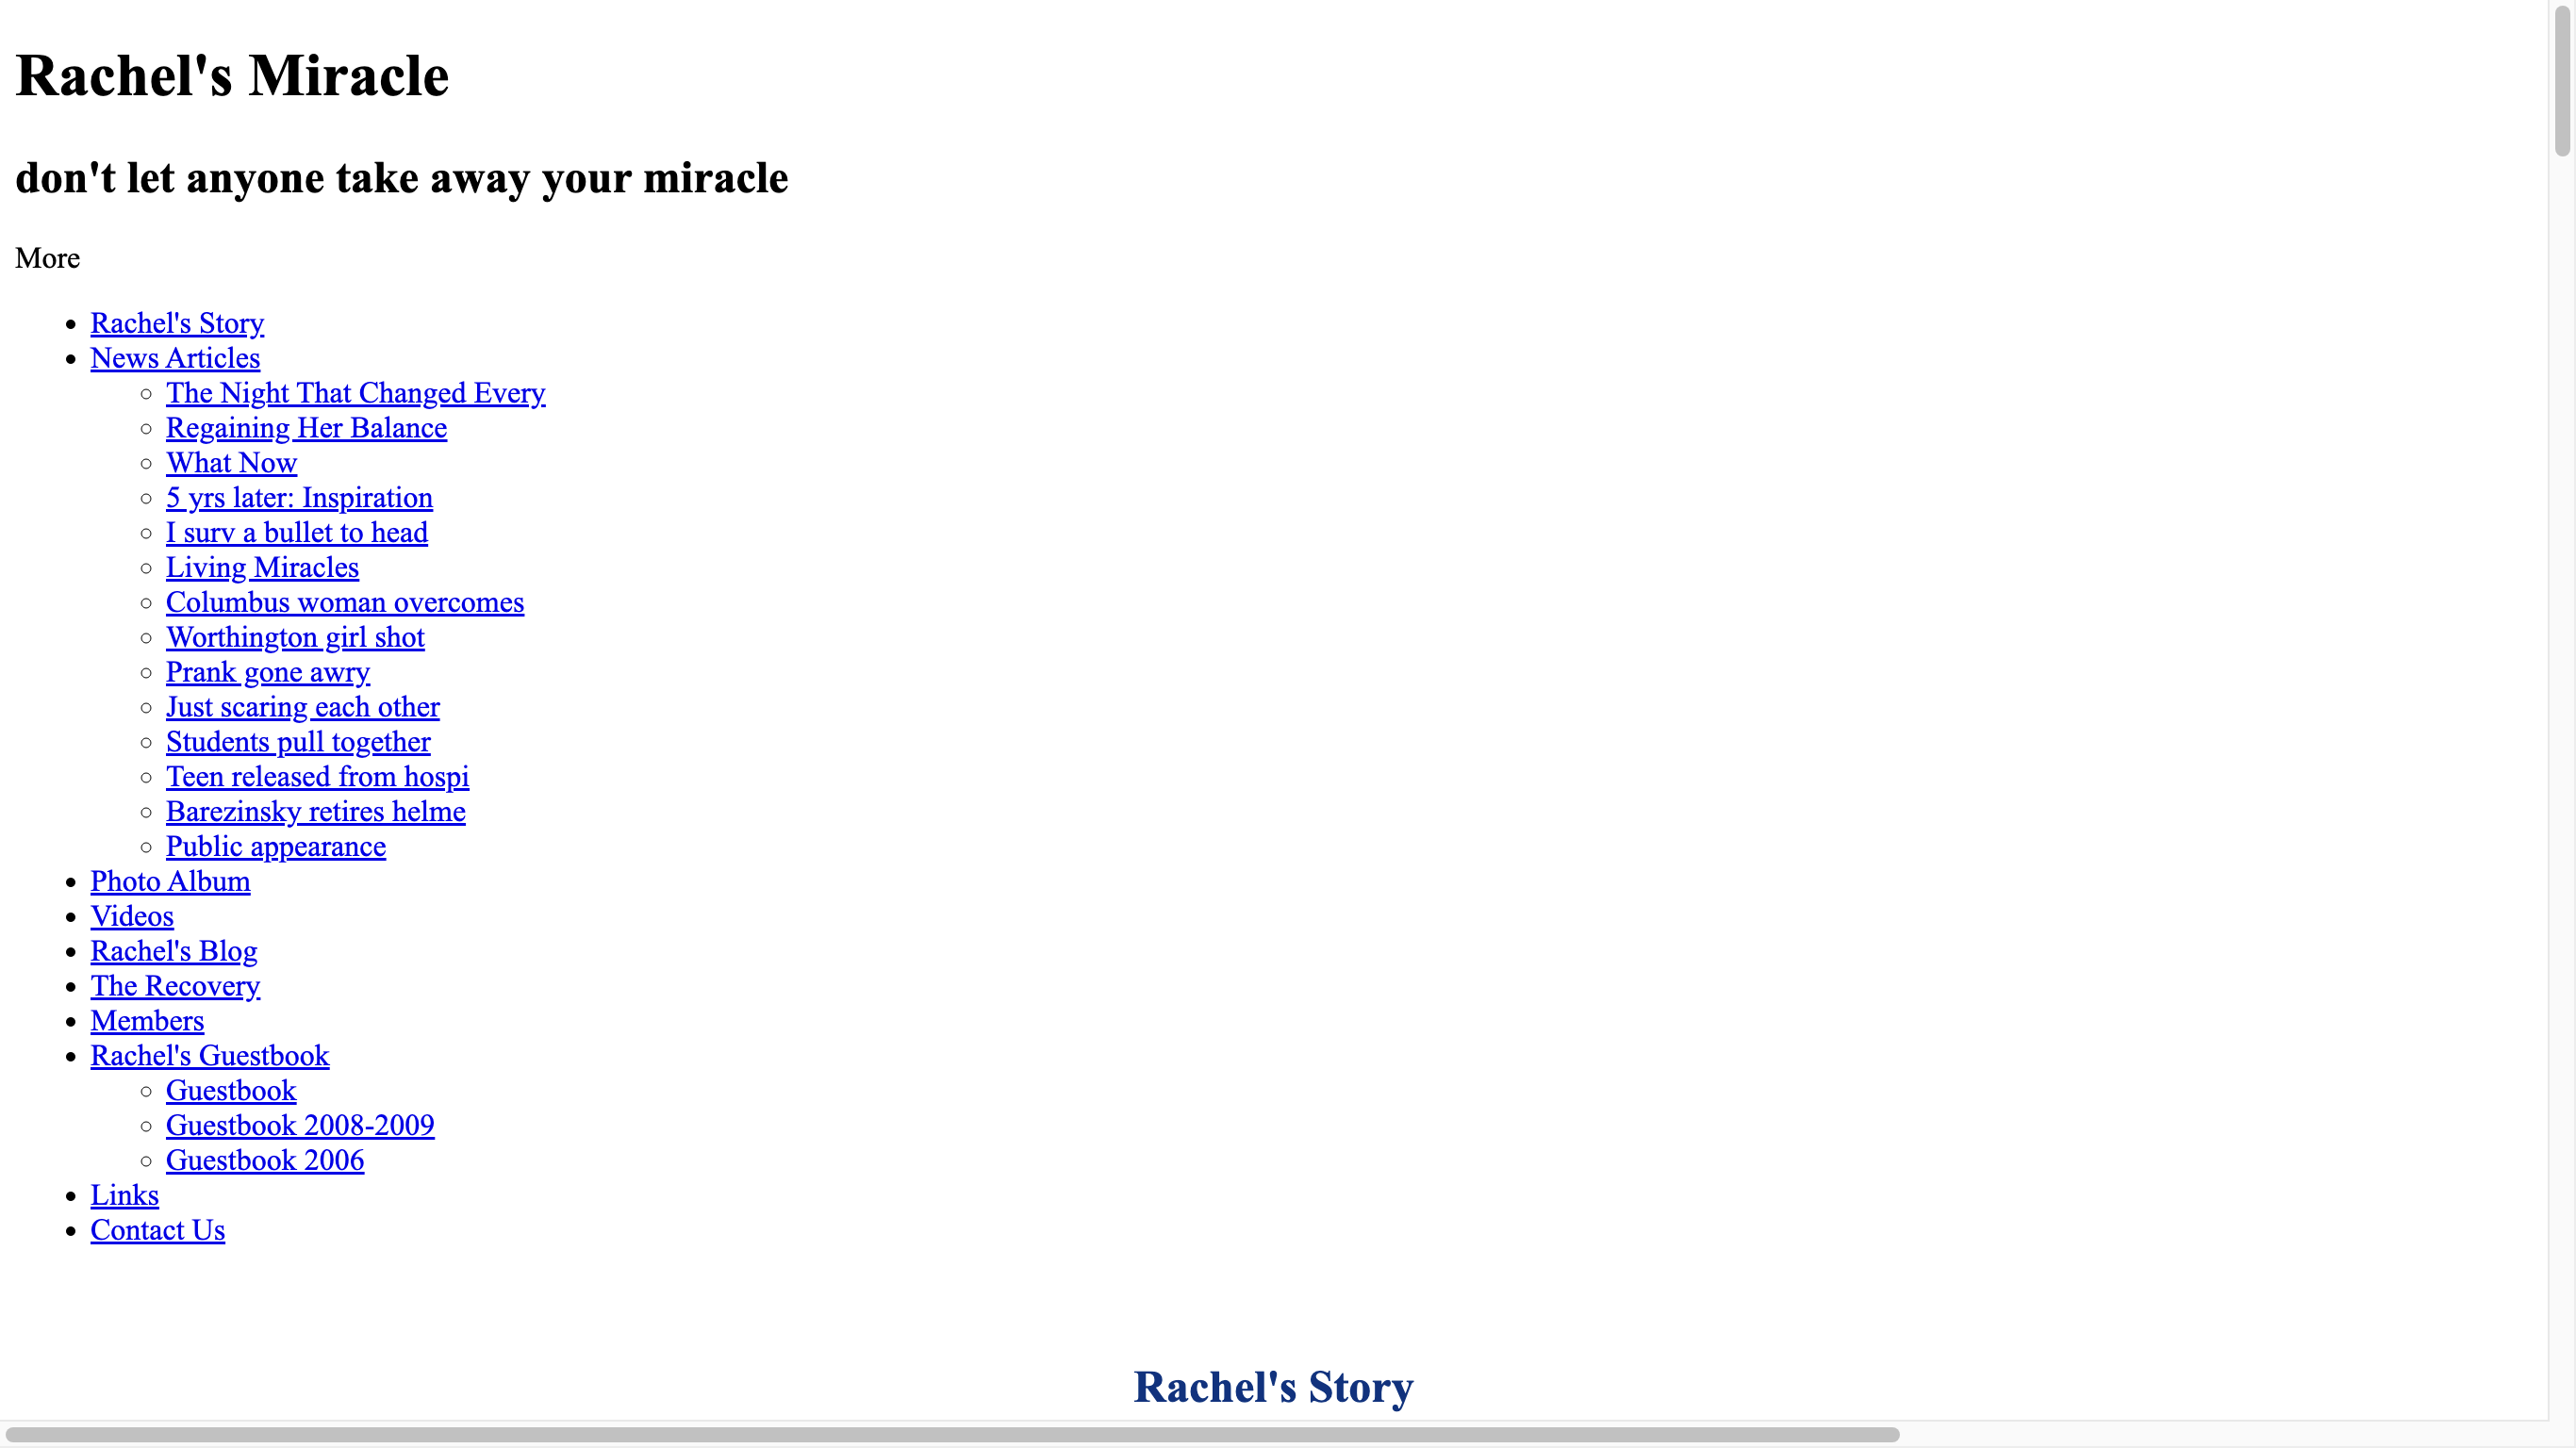 Rachel's Miracle
don't let anyone take away your miracle
More
Rachel's Story
News Articles
The Night That Changed Every
Regaining Her Balance
What Now
5 yrs later: Inspiration
I surv a bullet to head
Living Miracles
Columbus woman overcomes
Worthington girl shot
Prank gone awry
Just scaring each other
Students pull together
Teen released from hospi
Barezinsky retires helme
Public appearance
Photo Album
Videos
Rachel's Blog
The Recovery
Members
Rachel's Guestbook
Guestbook
Guestbook 2008-2009
Guestbook 2006
Links
Contact Us
Rachel's Story